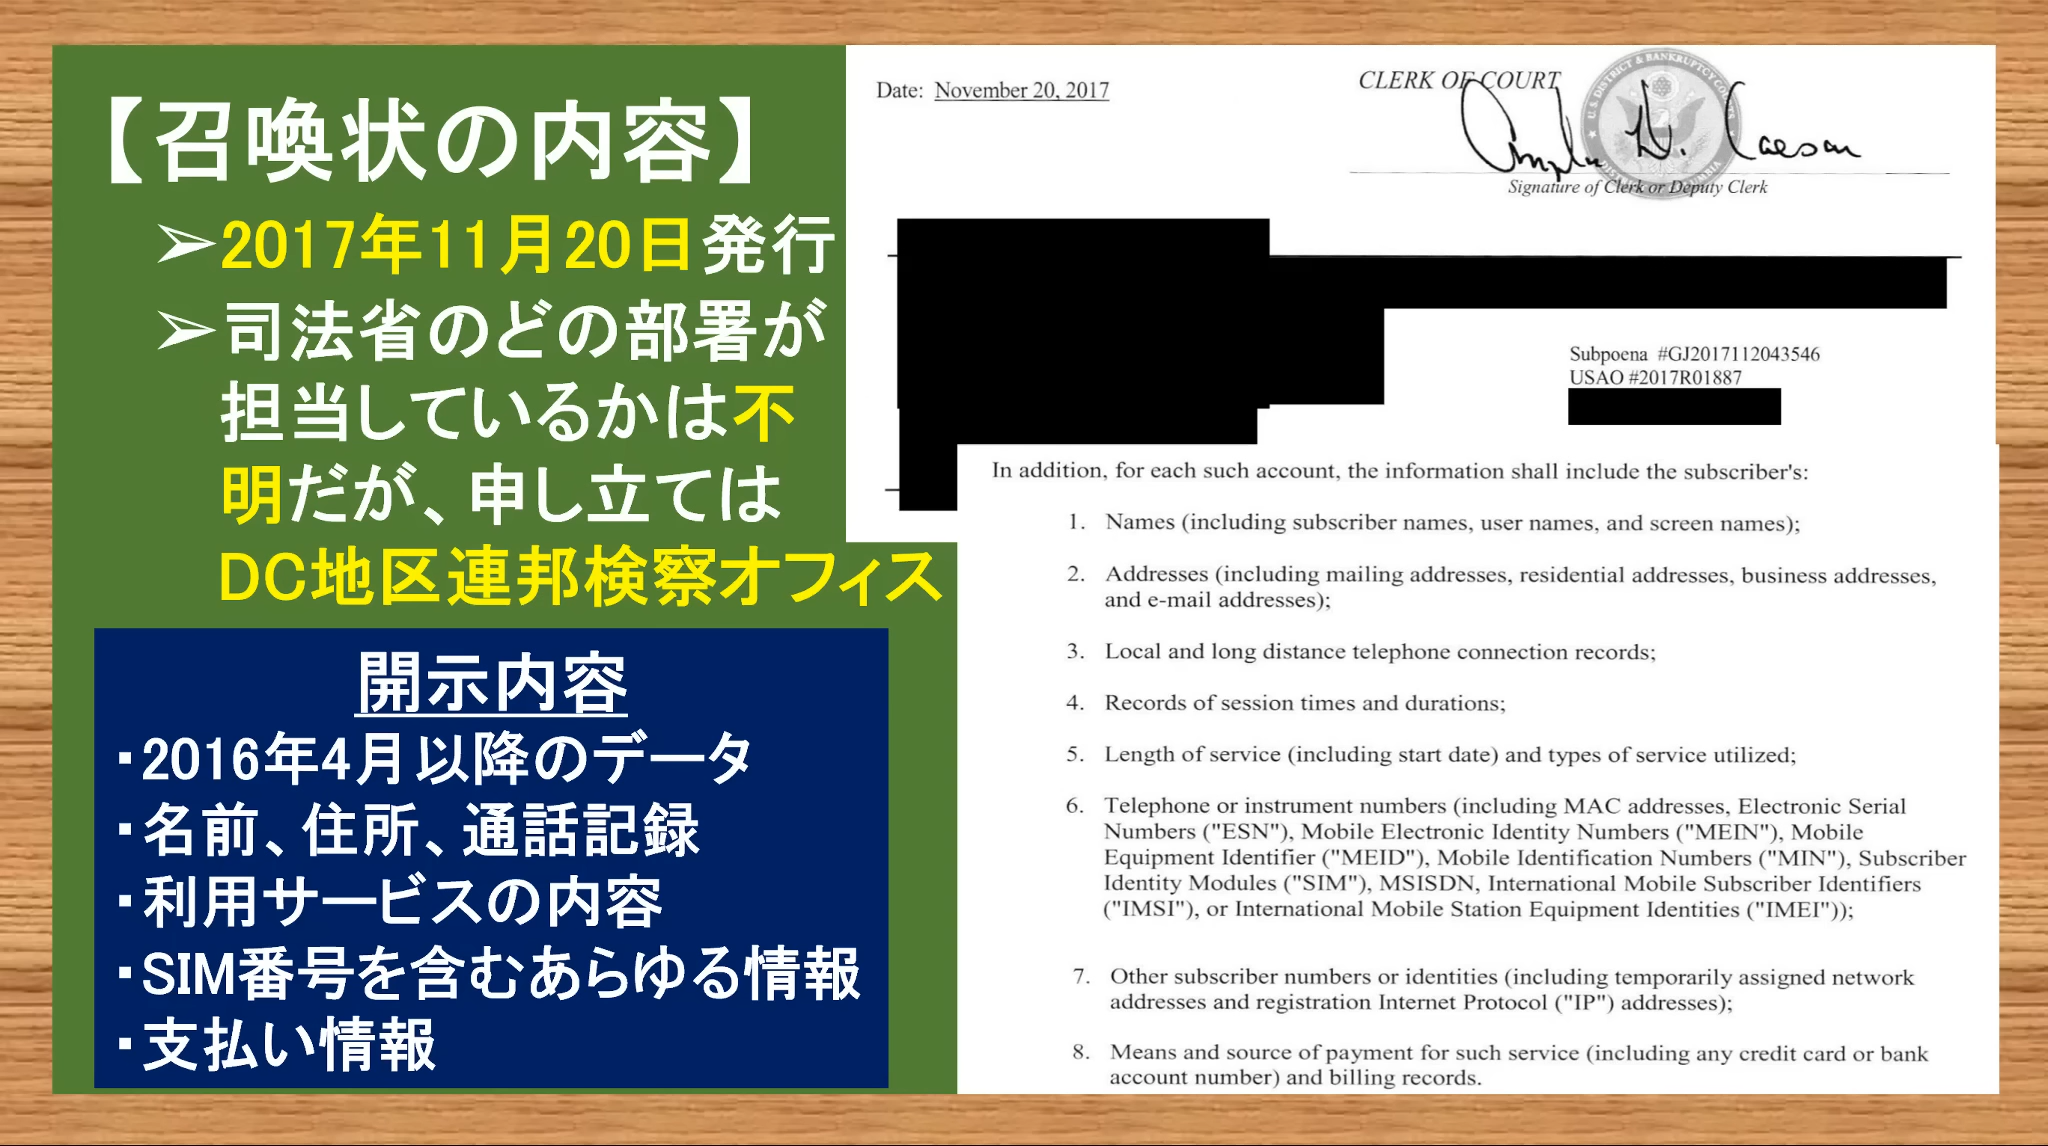 【召喚状の内容】
➢2017年11月20日発行
➢司法省のどの部署が
担当しているかは不
明だが、申し立ては
DC地区連邦検察オフィス
開示内容
・2016年4月以降のデータ
・名前、住所、通話記録
・利用サービスの内容
・SIM番号を含むあらゆる情報
・支払い情報
Date: November 20, 2017
CLERK OF COURT
Signature of Clerk or Deputy Clerk
Subpoena #GJ2017112043546
USAO #2017R01887
In addition, for each such account, the information shall include the subscriber's:
1. Names (including subscriber names, user names, and screen names);
2. Addresses (including mailing addresses, residential addresses, business addresses,
and e-mail addresses);
3. Local and long distance telephone connection records;
4. Records of session times and durations;
5. Length of service (including start date) and types of service utilized;
6. Telephone or instrument numbers (including MAC addresses, Electronic Serial
Numbers ("ESN"), Mobile Electronic Identity Numbers ("MEIN"), Mobile
Equipment Identifier ("MEID"), Mobile Identification Numbers ("MIN"), Subscriber
Identity Modules ("SIM"), MSISDN, International Mobile Subscriber Identifiers
("IMSI"), or International Mobile Station Equipment Identities ("IMEI"));
7. Other subscriber numbers or identities (including temporarily assigned network
addresses and registration Internet Protocol ("IP") addresses);
8. Means and source of payment for such service (including any credit card or bank
account number) and billing records.